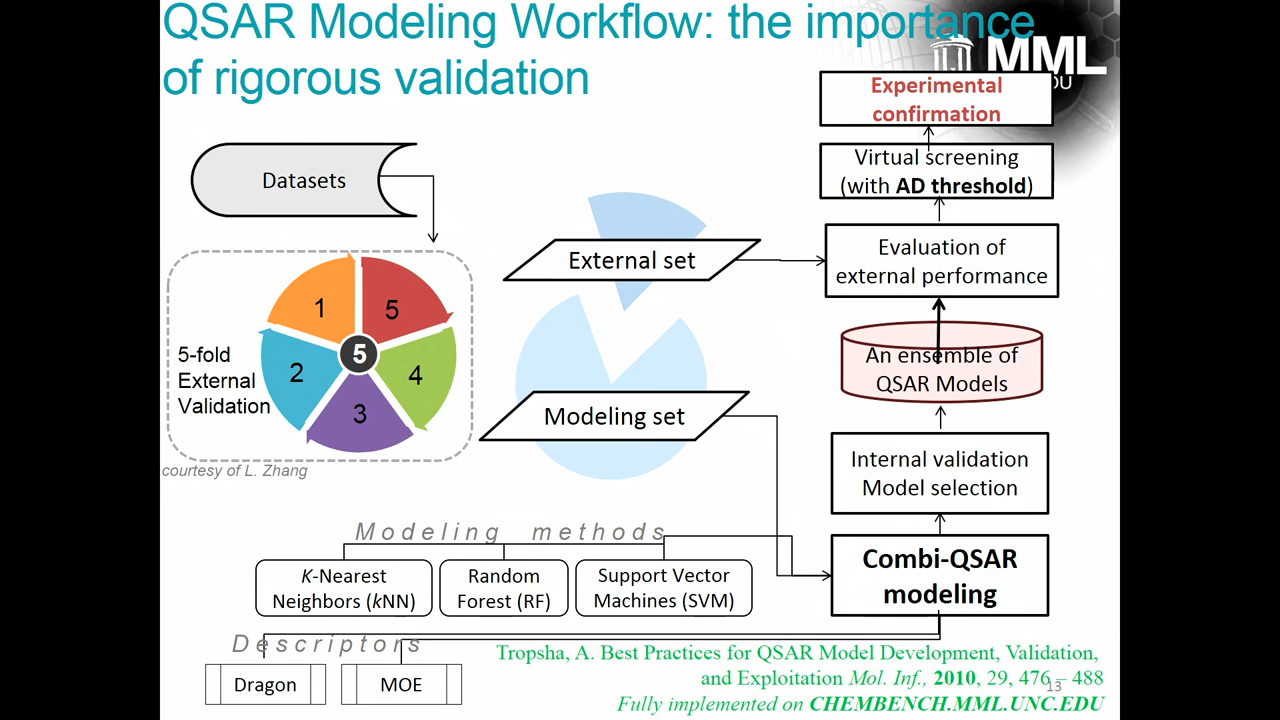 QSAR Modeling Workflow: the importance
of rigorous validation
MML
DU
Experimental
confirmation
Virtual screening
(with AD threshold)
Datasets
External set
Evaluation of
external performance
1
5
2
5
4
3
5-fold
External
Validation
An ensemble of
QSAR Models
Modeling set
courtesy of L. Zhang
Internal validation
Model selection
Modeling methods
K-Nearest
Neighbors (kNN)
Random
Forest (RF)
Support Vector
Machines (SVM)
Combi-QSAR
modeling
Descriptors
Dragon
MOE
Tropsha, A. Best Practices for QSAR Model Development, Validation,
and Exploitation Mol. Inf., 2010, 29, 476 – 488
13
Fully implemented on CHEMBENCH.MML.UNC.EDU